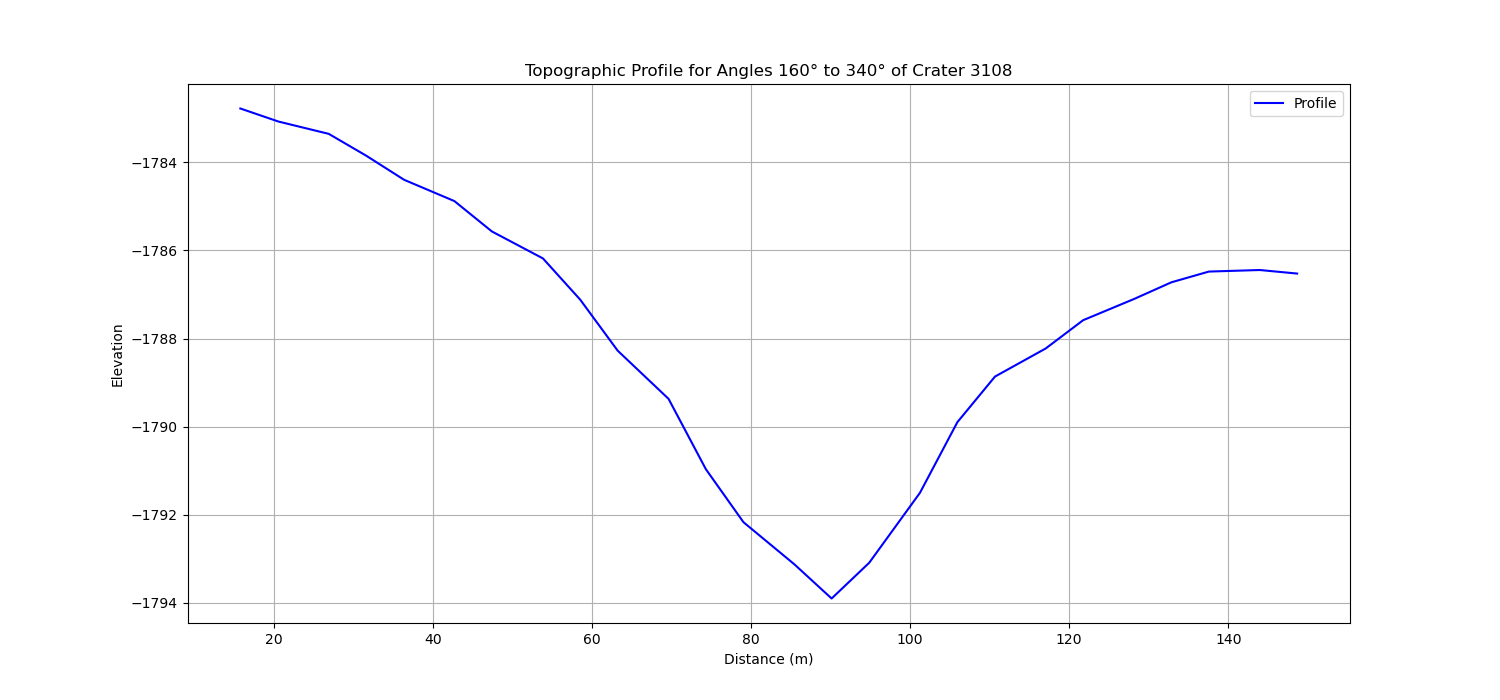 Topographic Profile for Angles 160° to 340° of Crater 3108
Profile
−1784
−1786
−1788
−1790
−1792
−1794
Elevation
20 40 60 80 100 120 140
Distance (m)